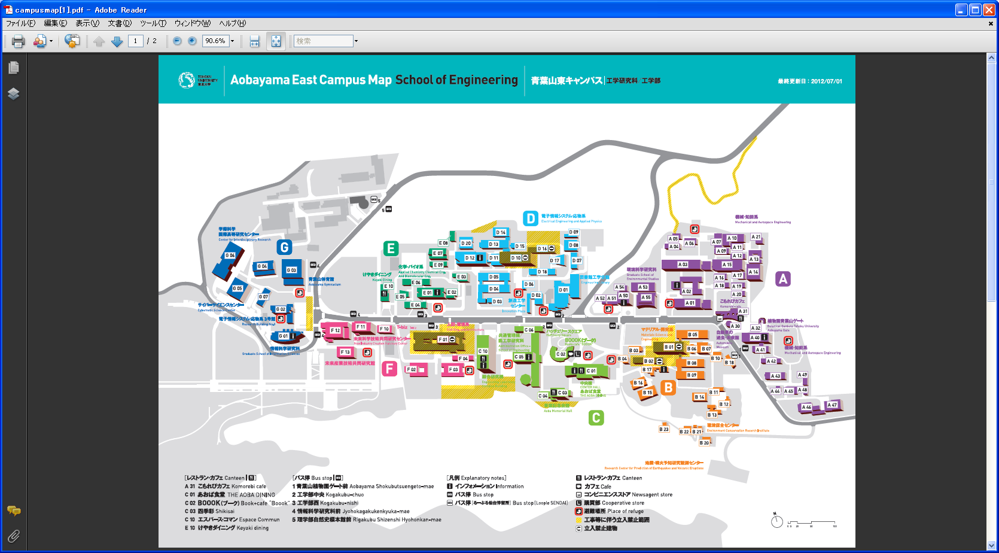 campusmap[1].pdf - Adobe Reader
ファイル(F) 編集(E) 表示(V) 文書(D) ツール(T) ウィンドウ(W) ヘルプ(H)
1 / 2 90.6% 検索
TOHOKU UNIVERSITY 東北大学
Aobayama East Campus Map School of Engineering
青葉山東キャンパス 工学研究科/工学部
最終更新日：2012/07/01
5
5
D 電子情報システム・応物系
Electrical Engineering and Applied Physics
機械・知能系
Mechanical and Aerospace Engineering
学際科学
国際高等研究センター
Center for Interdisciplinary Research
G
E
A
G 06
G 04
G 03
G 05
G 07
G 02
G 01
青葉山体育館
Aobayama Gymnasium
サイバーサイエンスセンター
Cybernetic Science Center
電子情報システム・応物系 3号館
情報科学研究科
Graduate School of Information Sciences
4
4
4
けやきダイニング
Keyaki Dining
化学・バイオ系
Applied Chemistry Chemical Eng.
and Biomolecular Eng.
E 08
E 07
E 09
E 03
E 06
E 10
E 05
E 01
E 02
E 04
D 14
D 09
D 20
D 13
D 15
D 16
D 08
D 12
D 11
D 10
D 17
D 07
D 18
D 05
D 06
D 04
D 02
D 01
D 03
創造工学
センター
Innovation Plaza
環境科学研究科
Graduate School of
Environmental Studies
A 05
A 04
A 06
A 07
A 10
A 21
A 11
A 09
A 12
A 13
A 03
A 15
A 14
A 16
A 17
A 18
A 19
A 20
A 02
A 01
A 54
A 53
A 52
A 51
A 50
A 55
こもれびカフェ
Komorebi-cafe
A 31
A 30
A 32
植物園青葉山ゲート
Botanical Gardens Tohoku University
Aobayama Gate
自動車の
過去・未来館
Automobile
Museum
A 40
A 41
機械・知能系
Mechanical and Aerospace Engineering
A 42
A 43
A 49
A 44
A 45
A 48
A 46
A 47
3
3
2
2
2
1
F 12
F 11
F 10
T-biz
未来科学技術共同研究センター
New Industry Creation Hatchery Center
F 13
未来産業技術共同研究館
F
人間・環境系
Civil Eng. and Architecture
F 01
F 04
F 02
F 03
C 10
総合研究棟
C 06
C 05
ハッチェリースクエア
Hatchery Square
BOOOK(ブーク)
Book+cafe "BOOOK"
C 02
C 01
中央棟
CENTER HALL
あおば食堂
THE AOBA DINING
C 04
C 03
Aoba Memorial Hall
C
マテリアル・開発系
Materials Science and
Engineering
B 05
B 03
B 01
B 06
B 07
B 04
B 02
B 10
B 18
B 17
B 08
B 09
B 16
B 15
B
B 14
B 11
B 12
B 13
B 23
B 22
B 21
B 20
環境保全センター
Environment Conservation Research Institute
地震・噴火予知研究観測センター
Research Center for Prediction of Earthquakes and Volcanic Eruptions
[レストラン・カフェ Canteen]
A 31 こもれびカフェ Komorebi cafe
C 01 あおば食堂 THE AOBA DINING
C 02 BOOOK(ブーク) Book+cafe "Boook"
C 03 四季彩 Shikisai
C 10 エスパース・コマン Espace Commun
E 10 けやきダイニング Keyaki dining
[バス停 Bus stop]
1 青葉山植物園ゲート前 Aobayama Shokubutsuengeto-mae
2 工学部中央 Kogakubu-chuo
3 工学部西 Kogakubu-nishi
4 情報科学研究科前 Jyohokagakukenkyuka-mae
5 理学部自然史標本館前 Rigakubu Shizenshi Hyohonkan-mae
[凡例 Explanatory notes]
インフォメーション Information
バス停 Bus stop
バス停 [るーぷる仙台停留所] Bus stop [Loople SENDAI]
レストラン・カフェ Canteen
カフェ Cafe
コンビニエンスストア Newsagent store
購買部 Cooperative store
避難場所 Place of refuge
工事等に伴う立入禁止範囲
立入禁止建物
N
0 20 50 100